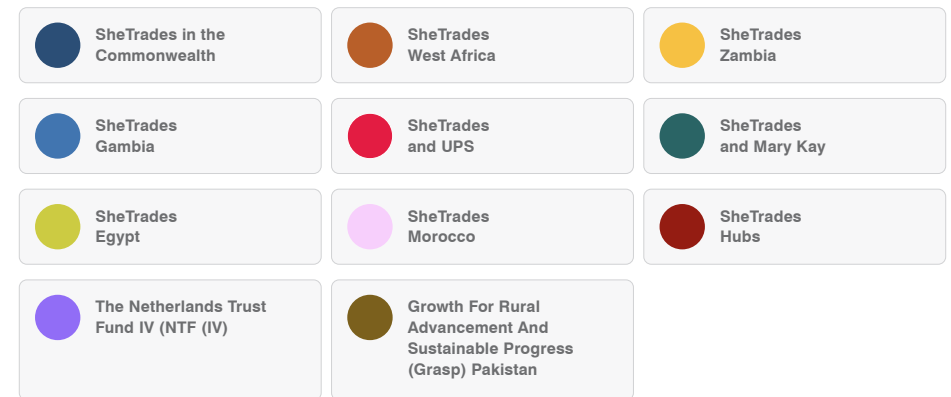 SheTrades in the
Commonwealth
SheTrades
West Africa
SheTrades
Zambia
SheTrades
Gambia
SheTrades
and UPS
SheTrades
and Mary Kay
SheTrades
Egypt
SheTrades
Morocco
SheTrades
Hubs
The Netherlands Trust
Fund IV (NTF (IV)
Growth For Rural
Advancement And
Sustainable Progress
(Grasp) Pakistan